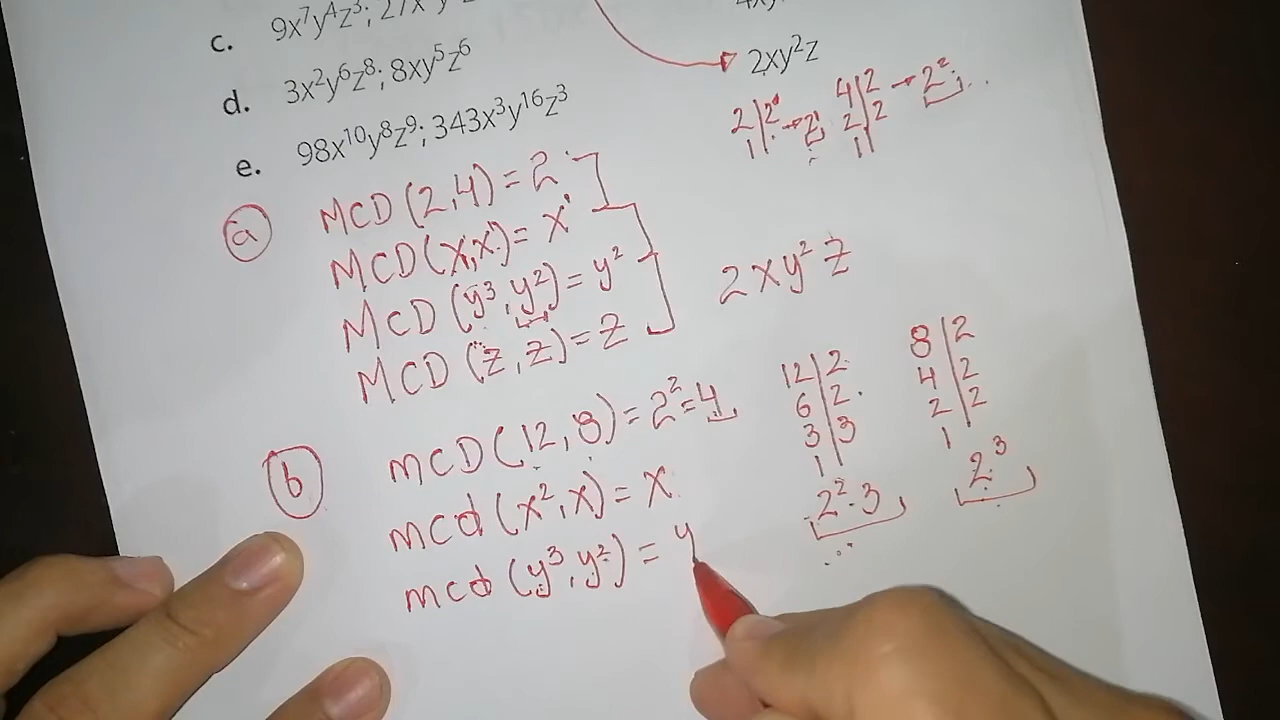 c. 9x⁷y⁴z³; 27x
d. 3x²y⁶z⁸; 8xy⁵z⁶
e. 98x¹⁰y⁸z⁹; 343x³y¹⁶z³
2xy²z
2 | 2 → 2¹
1
4 | 2 → 2²
2 | 2
1
a MCD (2,4) = 2
MCD (x,x) = x
MCD (y³, y²) = y²
MCD (z, z) = z
2xy²z
b MCD (12, 8) = 2² = 4
mcd (x², x) = x
mcd (y³, y²) = y
12 | 2
6 | 2
3 | 3
1
2² · 3
8 | 2
4 | 2
2 | 2
1
2³